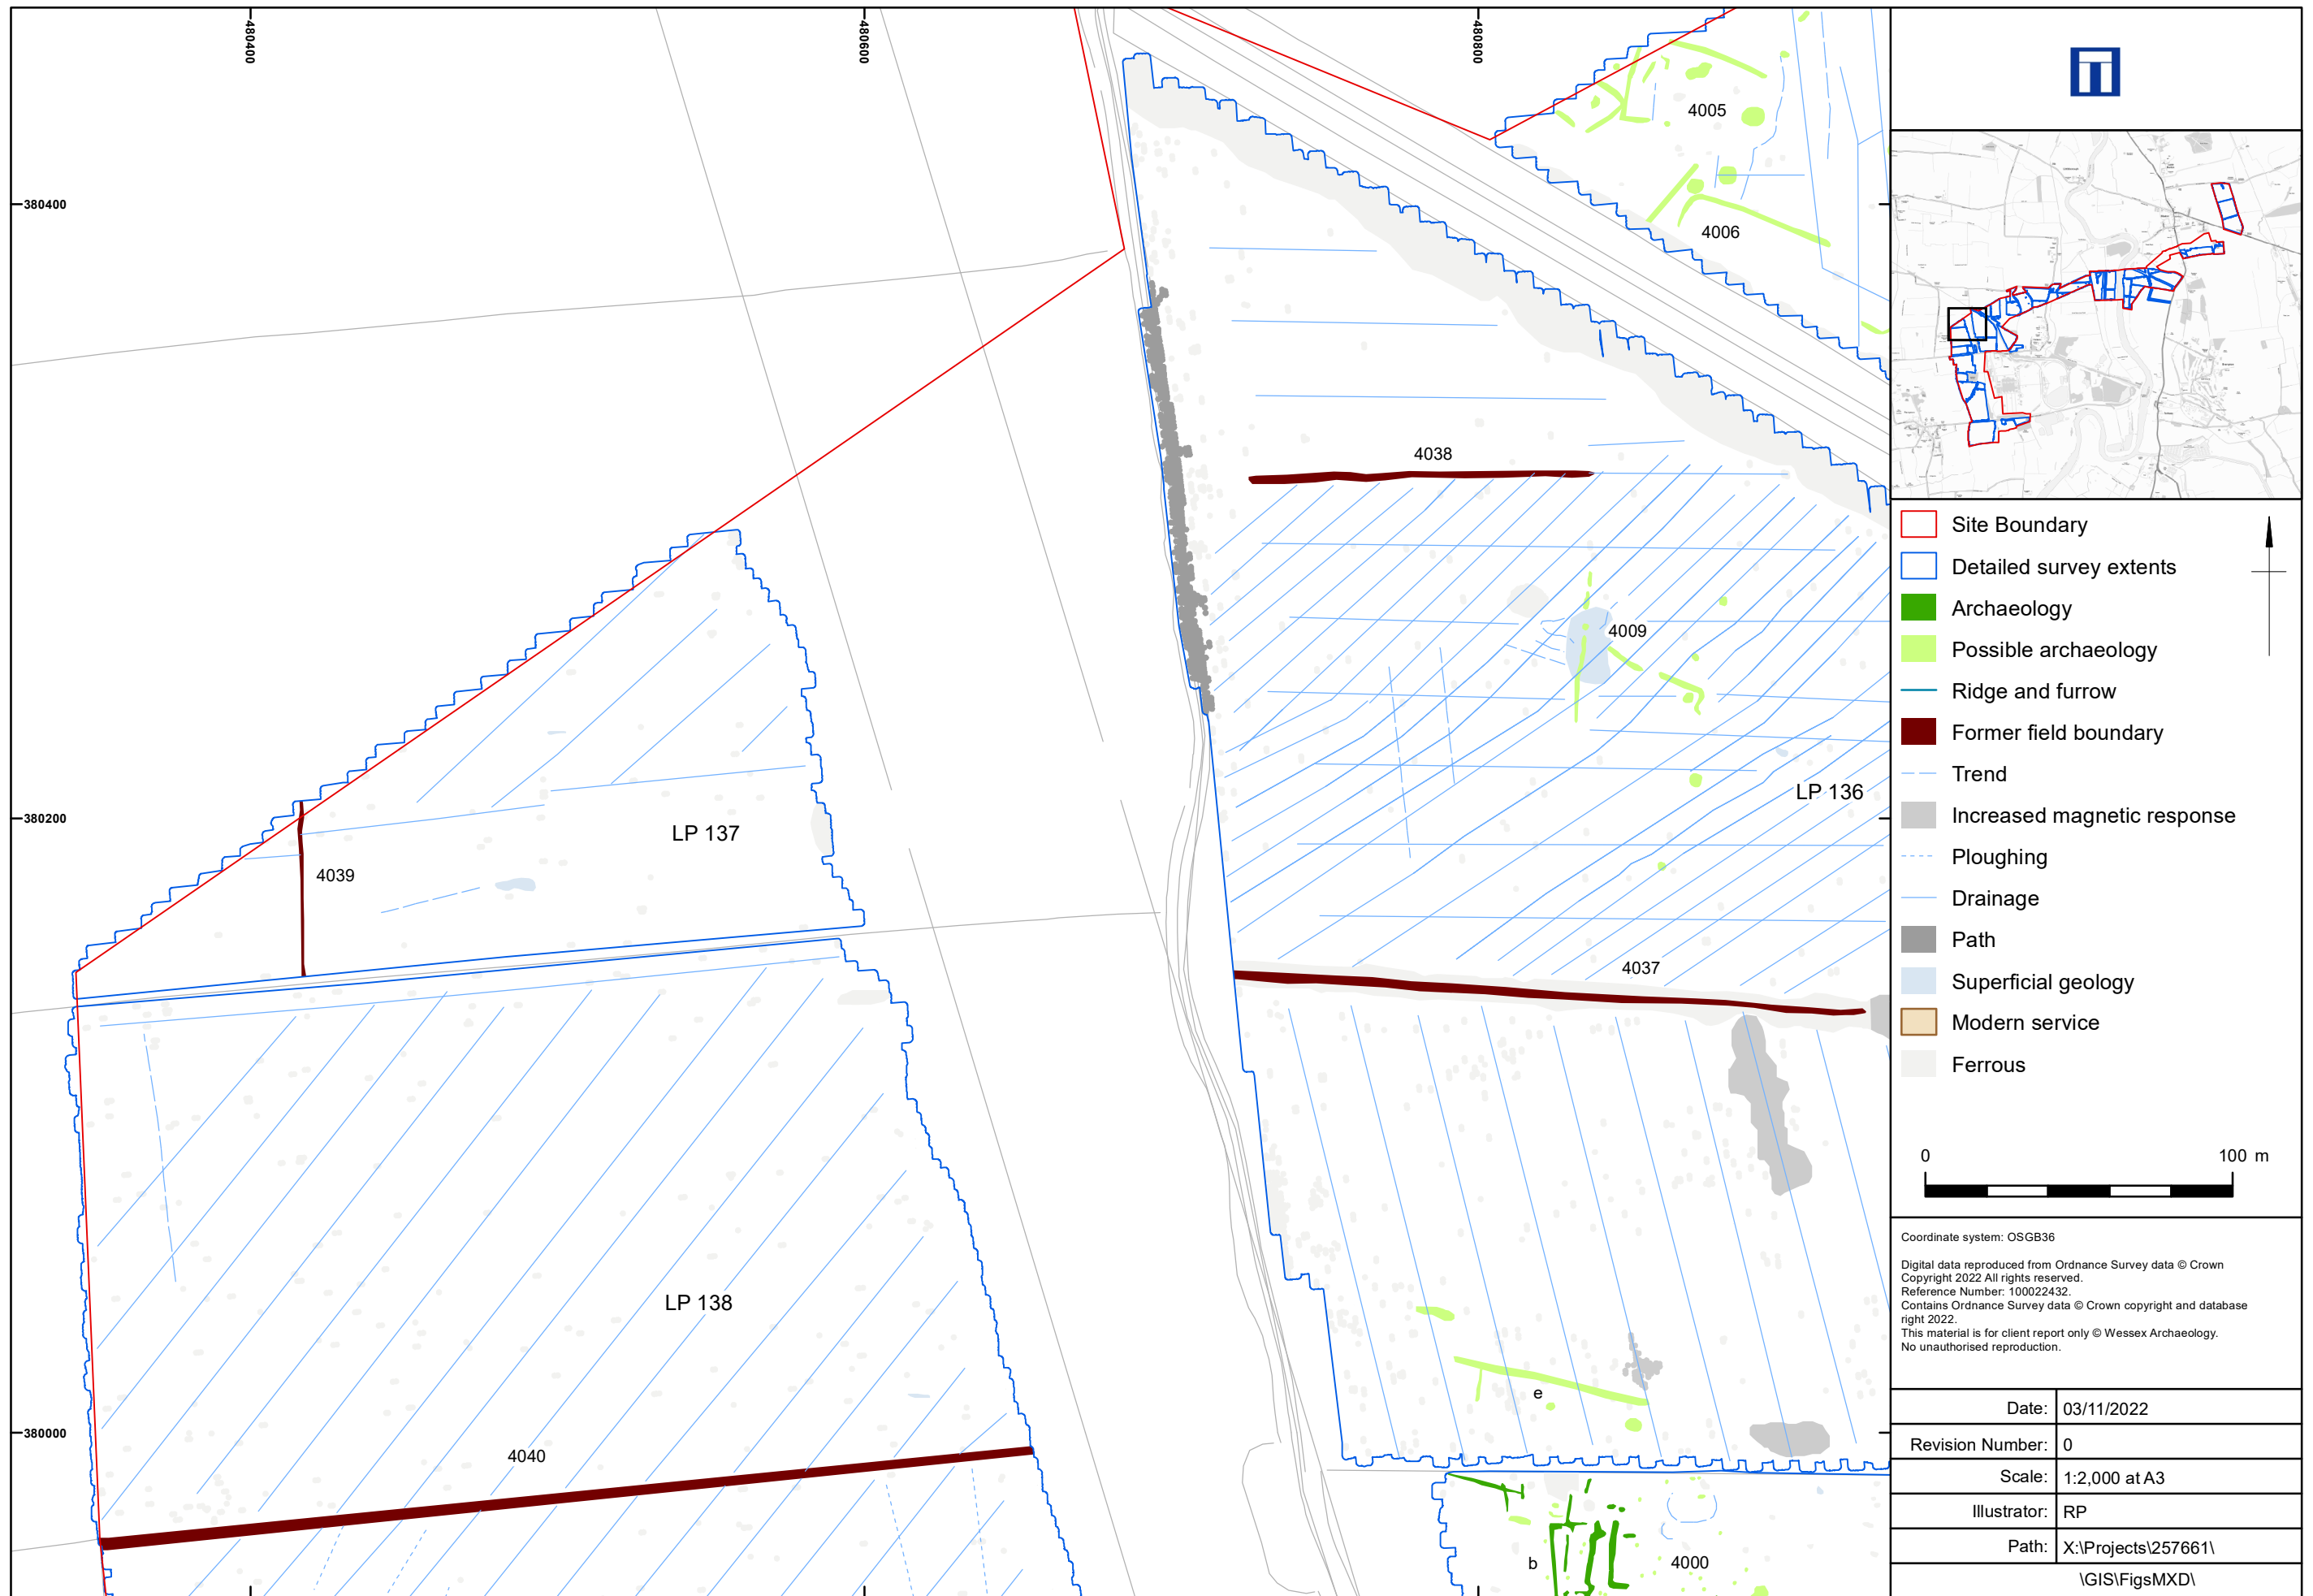 480400
480600
480800
380400
380200
380000
4005
4006
4038
4009
LP 136
LP 137
4039
4037
LP 138
4040
e
b
4000
Site Boundary
Detailed survey extents
Archaeology
Possible archaeology
Ridge and furrow
Former field boundary
Trend
Increased magnetic response
Ploughing
Drainage
Path
Superficial geology
Modern service
Ferrous
0 100 m
Coordinate system: OSGB36
Digital data reproduced from Ordnance Survey data © Crown
Copyright 2022 All rights reserved.
Reference Number: 100022432.
Contains Ordnance Survey data © Crown copyright and database
right 2022.
This material is for client report only © Wessex Archaeology.
No unauthorised reproduction.
Date: 03/11/2022
Revision Number: 0
Scale: 1:2,000 at A3
Illustrator: RP
Path: X:\Projects\257661\
\GIS\FigsMXD\